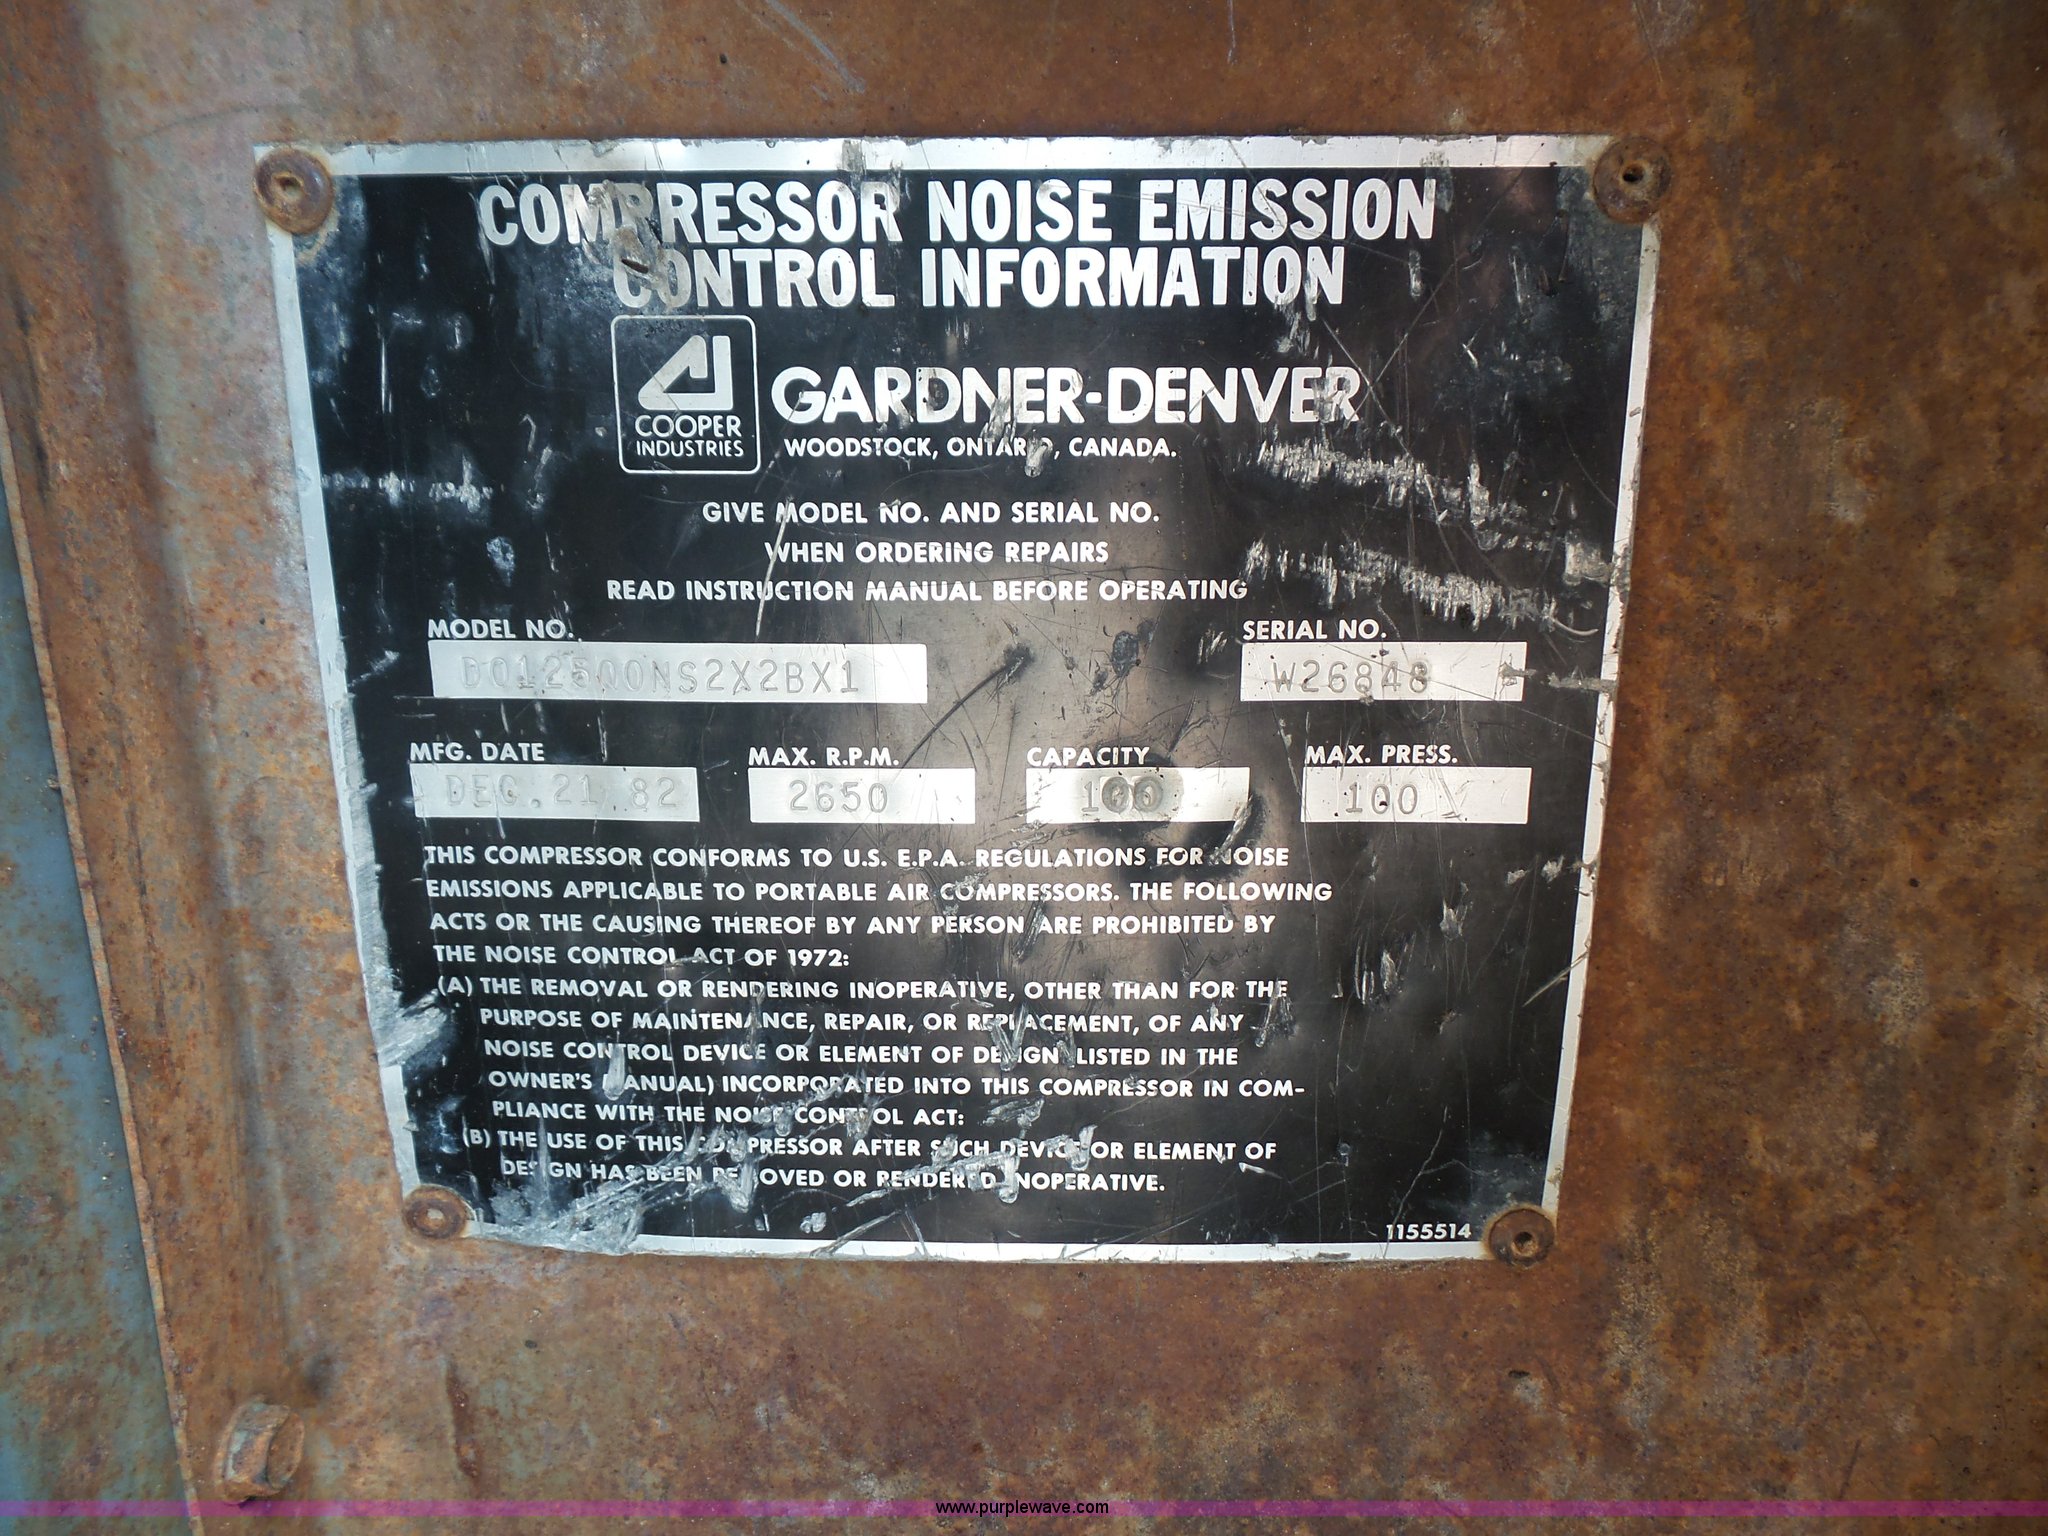 COMPRESSOR NOISE EMISSION
CONTROL INFORMATION
COOPER
INDUSTRIES
GARDNER-DENVER
WOODSTOCK, ONTARIO, CANADA.
GIVE MODEL NO. AND SERIAL NO.
WHEN ORDERING REPAIRS
READ INSTRUCTION MANUAL BEFORE OPERATING
MODEL NO. SERIAL NO.
D012500NS2X2BX1 W26848
MFG. DATE MAX. R.P.M. CAPACITY MAX. PRESS.
DEC.21 82 2650 100 100
THIS COMPRESSOR CONFORMS TO U.S. E.P.A. REGULATIONS FOR NOISE
EMISSIONS APPLICABLE TO PORTABLE AIR COMPRESSORS. THE FOLLOWING
ACTS OR THE CAUSING THEREOF BY ANY PERSON ARE PROHIBITED BY
THE NOISE CONTROL ACT OF 1972:
(A) THE REMOVAL OR RENDERING INOPERATIVE, OTHER THAN FOR THE
PURPOSE OF MAINTENANCE, REPAIR, OR REPLACEMENT, OF ANY
NOISE CONTROL DEVICE OR ELEMENT OF DESIGN LISTED IN THE
OWNER'S MANUAL) INCORPORATED INTO THIS COMPRESSOR IN COM-
PLIANCE WITH THE NOISE CONTROL ACT:
(B) THE USE OF THIS COMPRESSOR AFTER SUCH DEVICE OR ELEMENT OF
DESIGN HAS BEEN REMOVED OR RENDERED INOPERATIVE.
1155514
www.purplewave.com